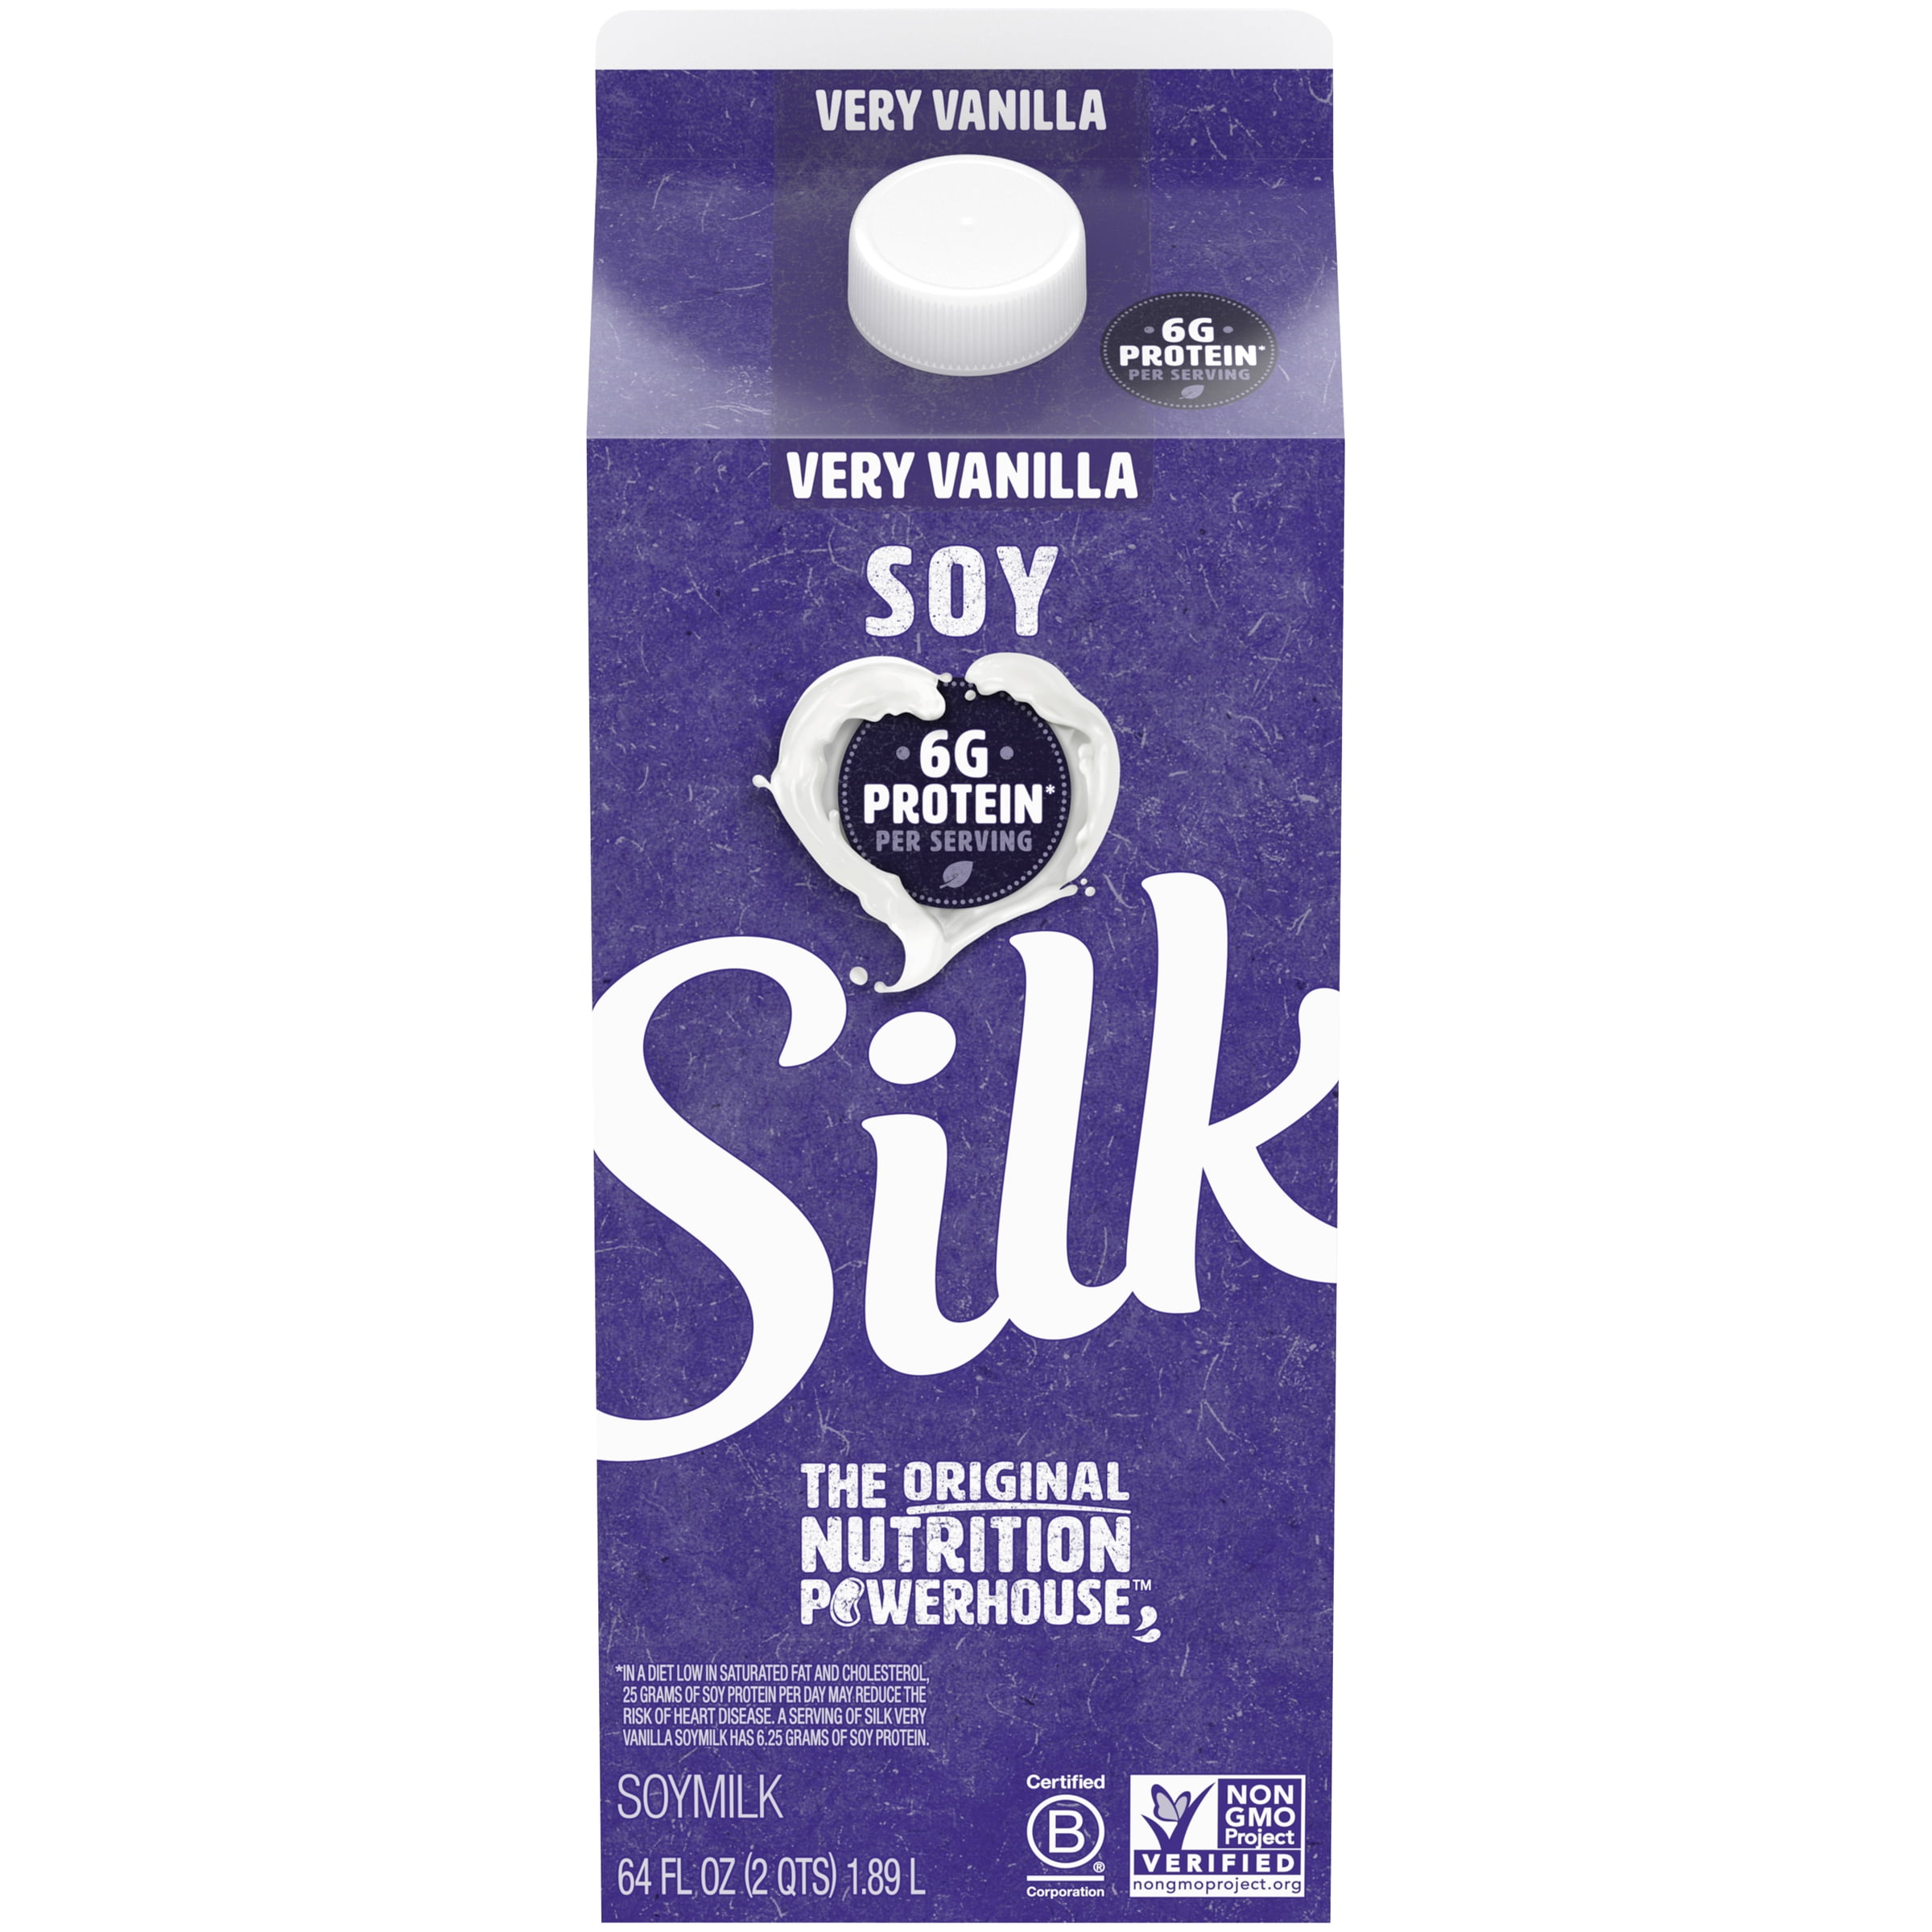 VERY VANILLA
6G
PROTEIN*
PER SERVING
VERY VANILLA
SOY
6G
PROTEIN*
PER SERVING
Silk
THE ORIGINAL
NUTRITION
POWERHOUSE™
*IN A DIET LOW IN SATURATED FAT AND CHOLESTEROL,
25 GRAMS OF SOY PROTEIN PER DAY MAY REDUCE THE
RISK OF HEART DISEASE. A SERVING OF SILK VERY
VANILLA SOYMILK HAS 6.25 GRAMS OF SOY PROTEIN.
SOYMILK
64 FL OZ (2 QTS) 1.89 L
Certified
B
®
Corporation
NON
GMO
Project
VERIFIED
nongmoproject.org